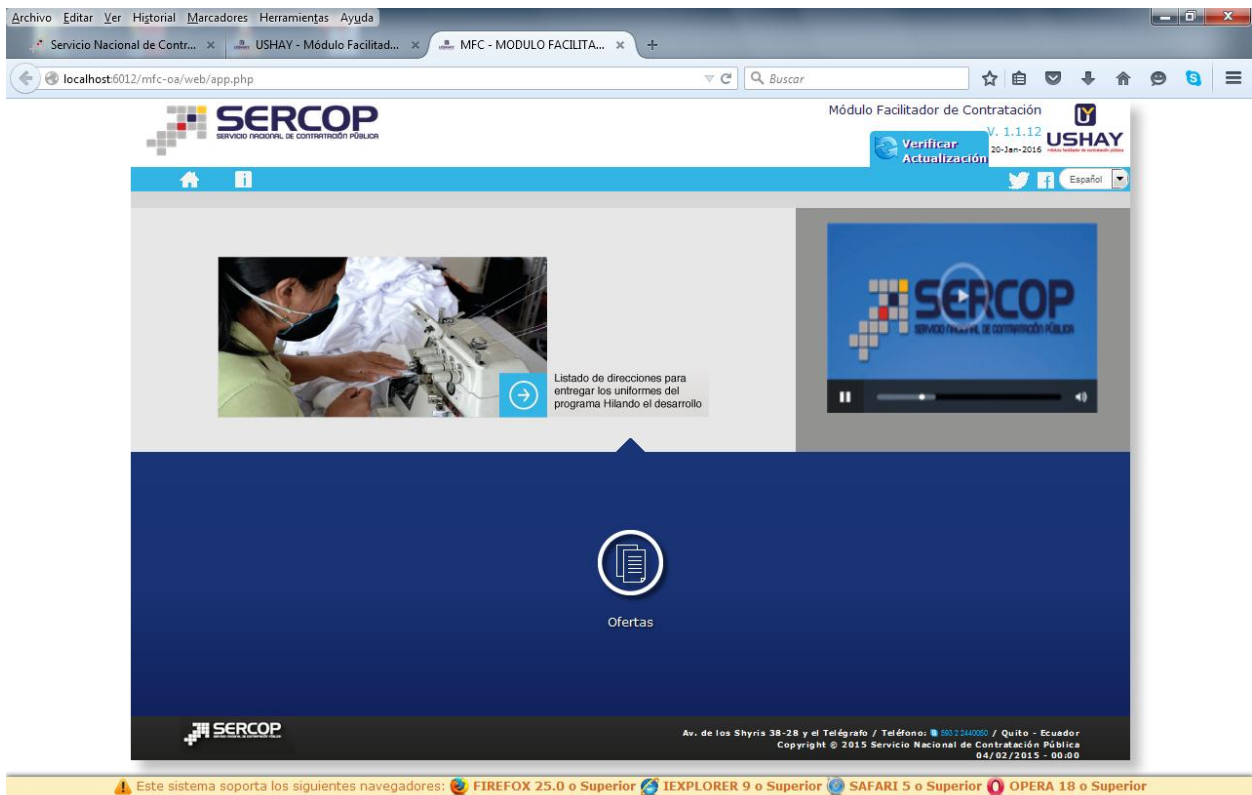 Archivo Editar Ver Historial Marcadores Herramientas Ayuda
Servicio Nacional de Contr... × USHAY - Módulo Facilitad... × MFC - MODULO FACILITA... × +
localhost:6012/mfc-oa/web/app.php Buscar
SERCOP
SERVICIO NACIONAL DE CONTRATACIÓN PÚBLICA
Módulo Facilitador de Contratación
V. 1.1.12
20-Jan-2016
Verificar
Actualización
USHAY
Español
Listado de direcciones para
entregar los uniformes del
programa Hilando el desarrollo
SERCOP
SERVICIO NACIONAL DE CONTRATACIÓN PÚBLICA
Ofertas
SERCOP
Av. de los Shyris 38-28 y el Telégrafo / Teléfono: 593 2 2440050 / Quito - Ecuador
Copyright © 2015 Servicio Nacional de Contratación Pública
04/02/2015 - 00:00
Este sistema soporta los siguientes navegadores: FIREFOX 25.0 o Superior IEXPLORER 9 o Superior SAFARI 5 o Superior OPERA 18 o Superior